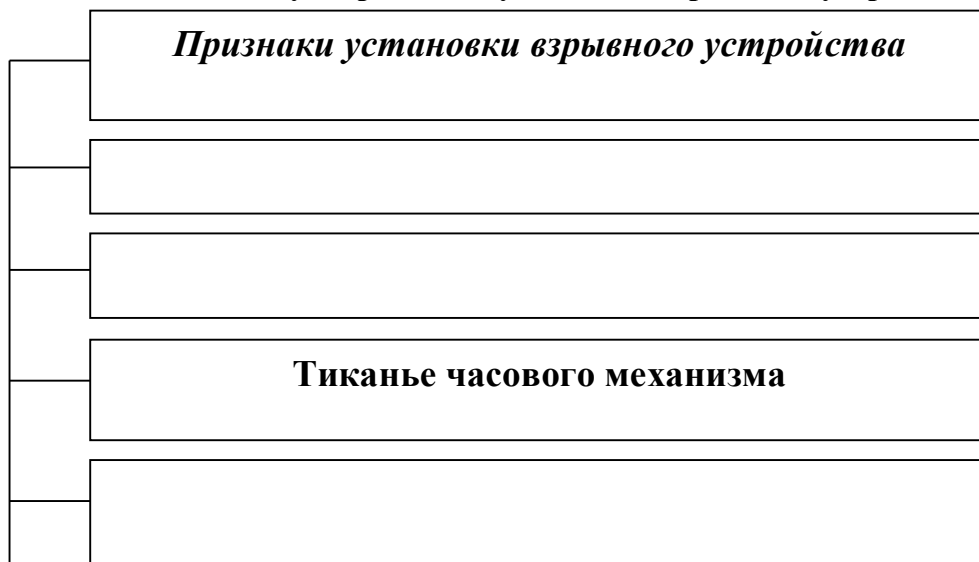 Признаки установки взрывного устройства
Тиканье часового механизма